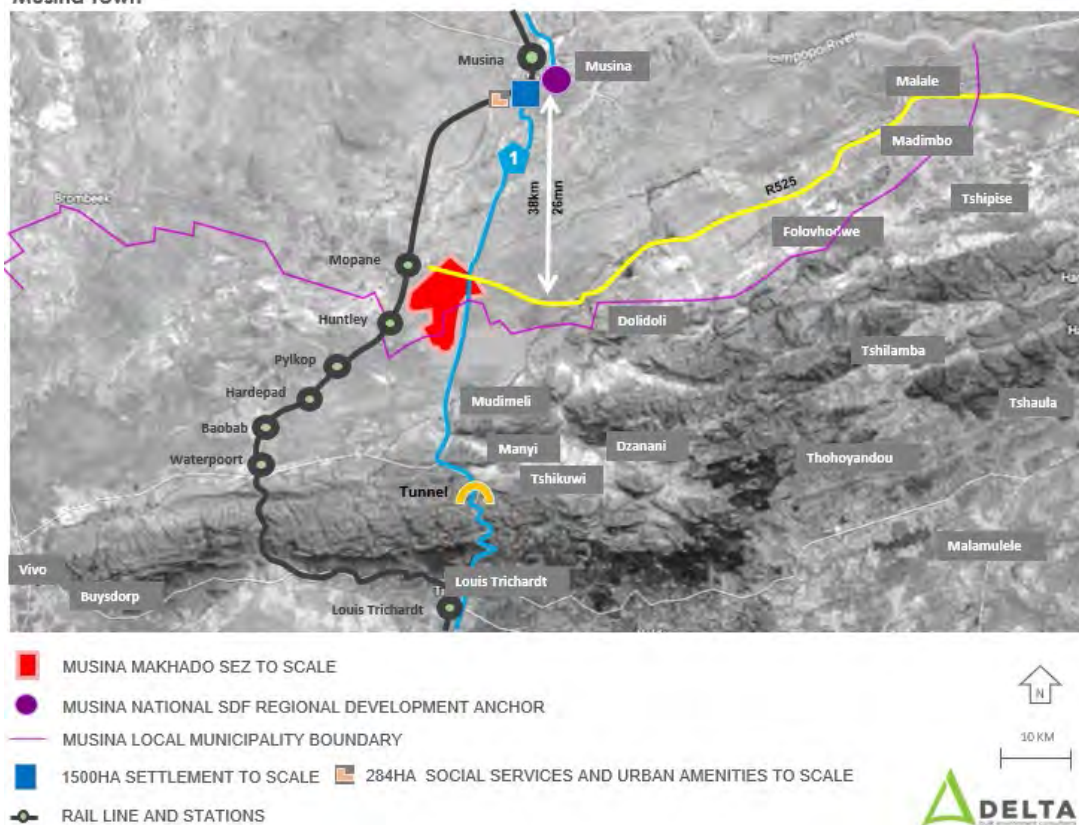 Musina Town
Musina
Musina
Limpopo River
Malale
1
38km
26mn
Madimbo
R525
Tshipise
Brombeek
Folovhodwe
Mopane
Huntley
Dolidoli
Pylkop
Tshilamba
Hardepad
Mudimeli
Tshaula
Baobab
Manyi
Dzanani
Waterpoort
Thohoyandou
Tshikuwi
Tunnel
Malamulele
Vivo
Louis Trichardt
Buysdorp
Louis Trichardt
MUSINA MAKHADO SEZ TO SCALE
MUSINA NATIONAL SDF REGIONAL DEVELOPMENT ANCHOR
N
MUSINA LOCAL MUNICIPALITY BOUNDARY
10 KM
1500HA SETTLEMENT TO SCALE
284HA SOCIAL SERVICES AND URBAN AMENITIES TO SCALE
RAIL LINE AND STATIONS
DELTA